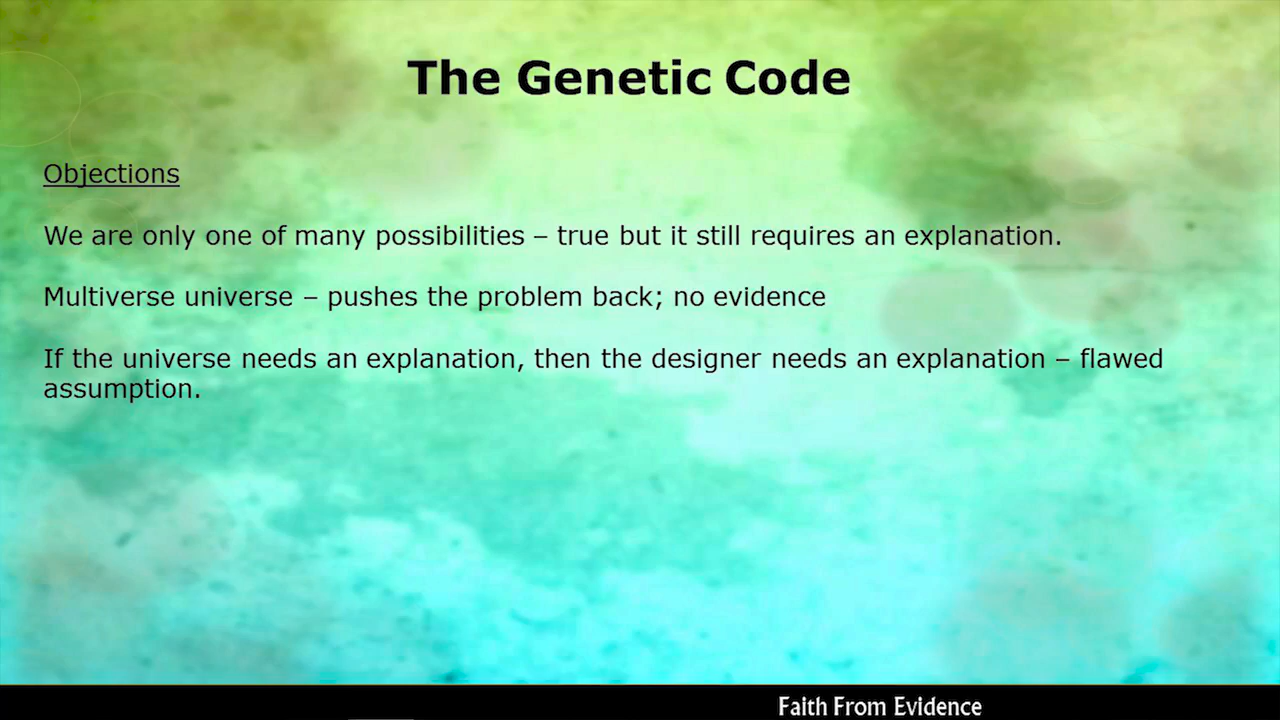 The Genetic Code
Objections
We are only one of many possibilities – true but it still requires an explanation.
Multiverse universe – pushes the problem back; no evidence
If the universe needs an explanation, then the designer needs an explanation – flawed
assumption.
Faith From Evidence